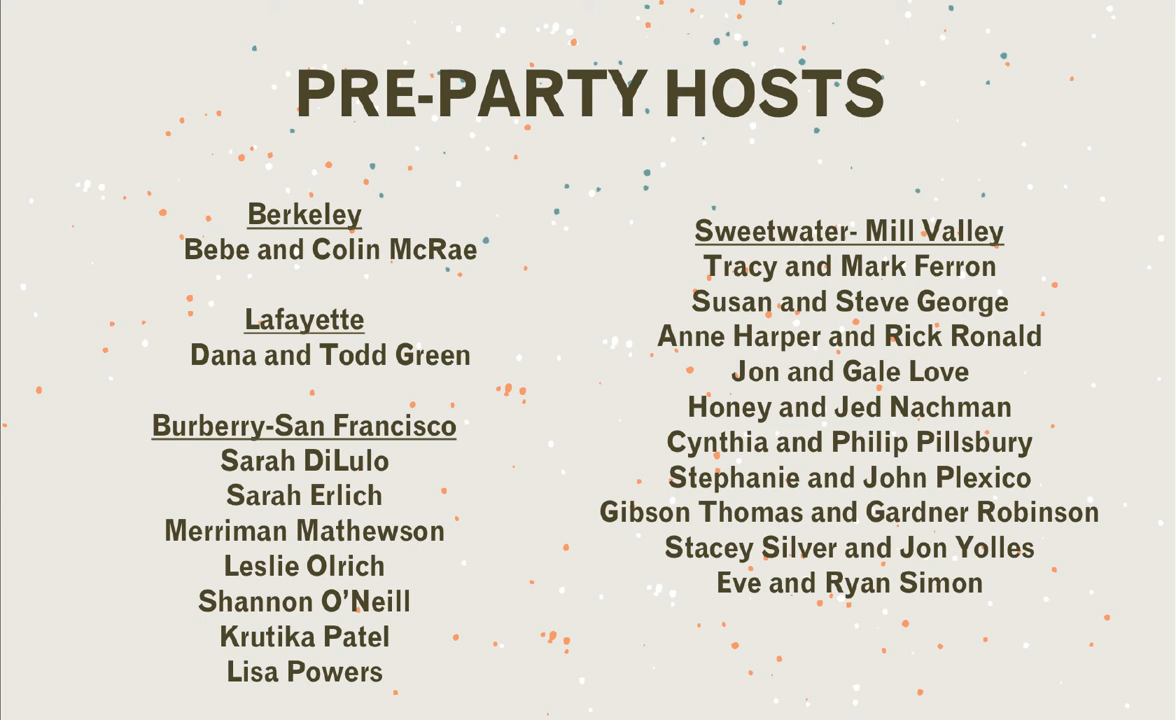 PRE-PARTY HOSTS
Berkeley
Bebe and Colin McRae
Lafayette
Dana and Todd Green
Burberry-San Francisco
Sarah DiLulo
Sarah Erlich
Merriman Mathewson
Leslie Olrich
Shannon O’Neill
Krutika Patel
Lisa Powers
Sweetwater- Mill Valley
Tracy and Mark Ferron
Susan and Steve George
Anne Harper and Rick Ronald
Jon and Gale Love
Honey and Jed Nachman
Cynthia and Philip Pillsbury
Stephanie and John Plexico
Gibson Thomas and Gardner Robinson
Stacey Silver and Jon Yolles
Eve and Ryan Simon